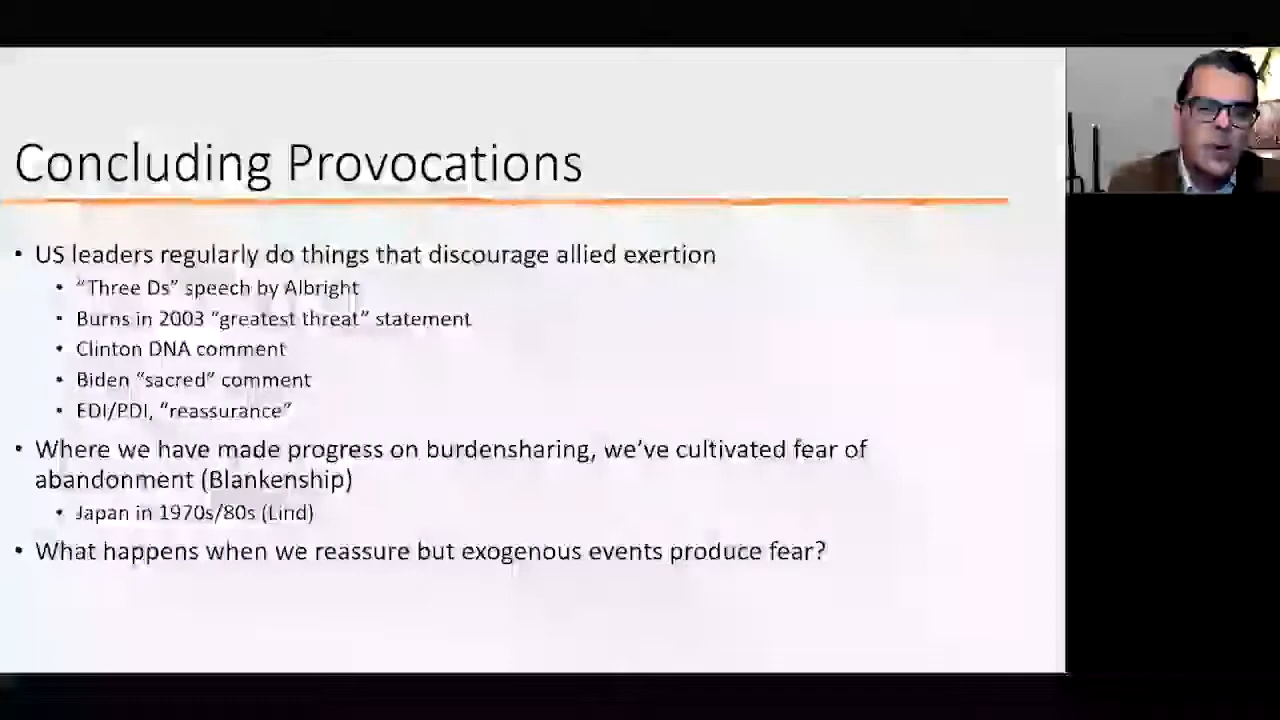 Concluding Provocations
• US leaders regularly do things that discourage allied exertion
• “Three Ds” speech by Albright
• Burns in 2003 “greatest threat” statement
• Clinton DNA comment
• Biden “sacred” comment
• EDI/PDI, “reassurance”
• Where we have made progress on burdensharing, we’ve cultivated fear of
abandonment (Blankenship)
• Japan in 1970s/80s (Lind)
• What happens when we reassure but exogenous events produce fear?